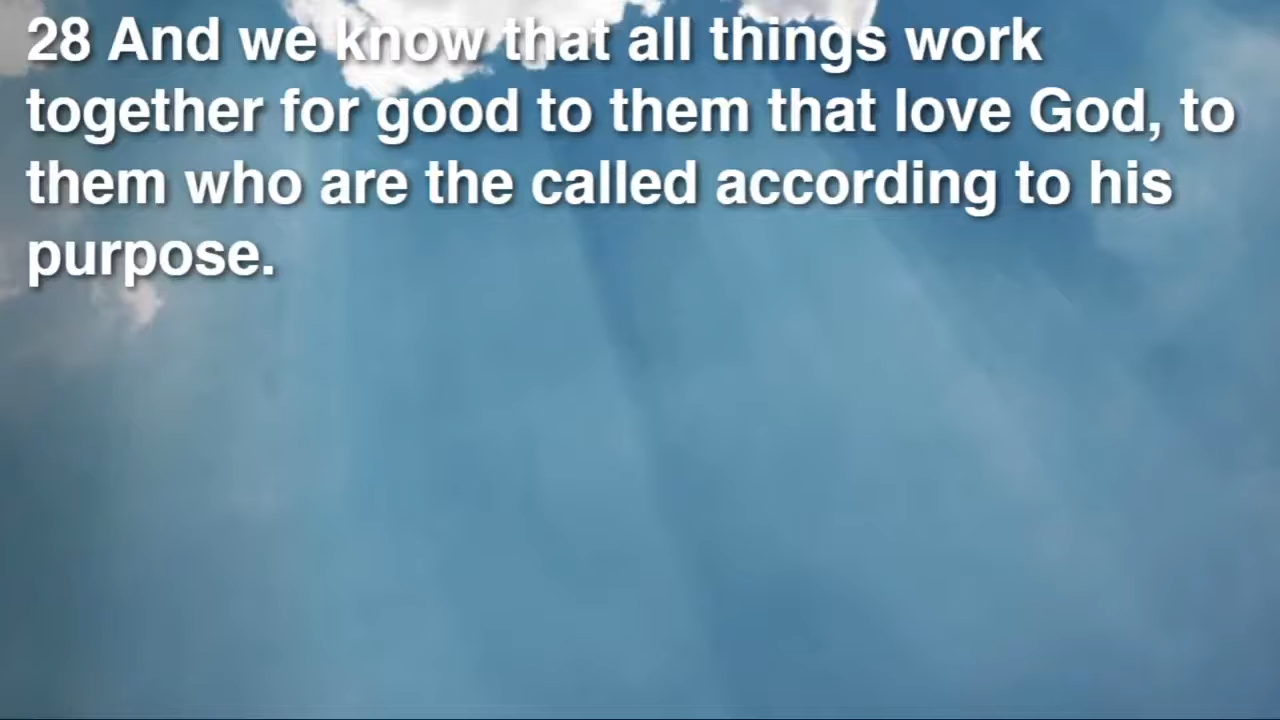 28 And we know that all things work
together for good to them that love God, to
them who are the called according to his
purpose.